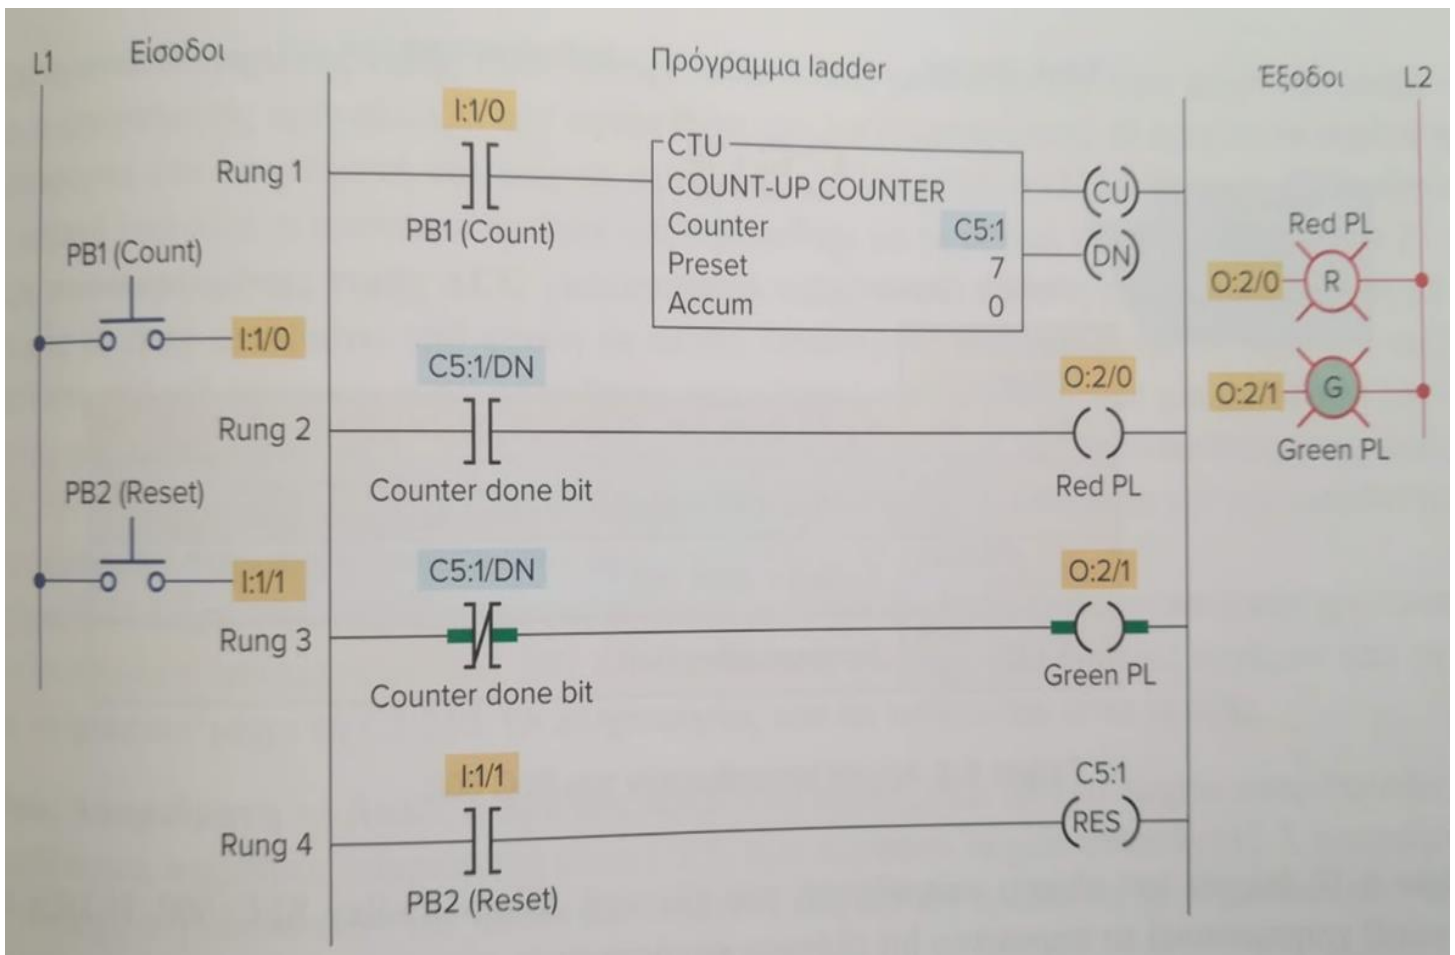 L1
Είσοδοι
Πρόγραμμα ladder
Έξοδοι
L2
I:1/0
Rung 1
PB1 (Count)
CTU
COUNT-UP COUNTER
Counter C5:1
Preset 7
Accum 0
CU
DN
PB1 (Count)
I:1/0
Red PL
O:2/0
R
O:2/1
G
Green PL
C5:1/DN
O:2/0
Rung 2
Counter done bit
Red PL
PB2 (Reset)
I:1/1
C5:1/DN
O:2/1
Rung 3
Counter done bit
Green PL
I:1/1
C5:1
Rung 4
RES
PB2 (Reset)